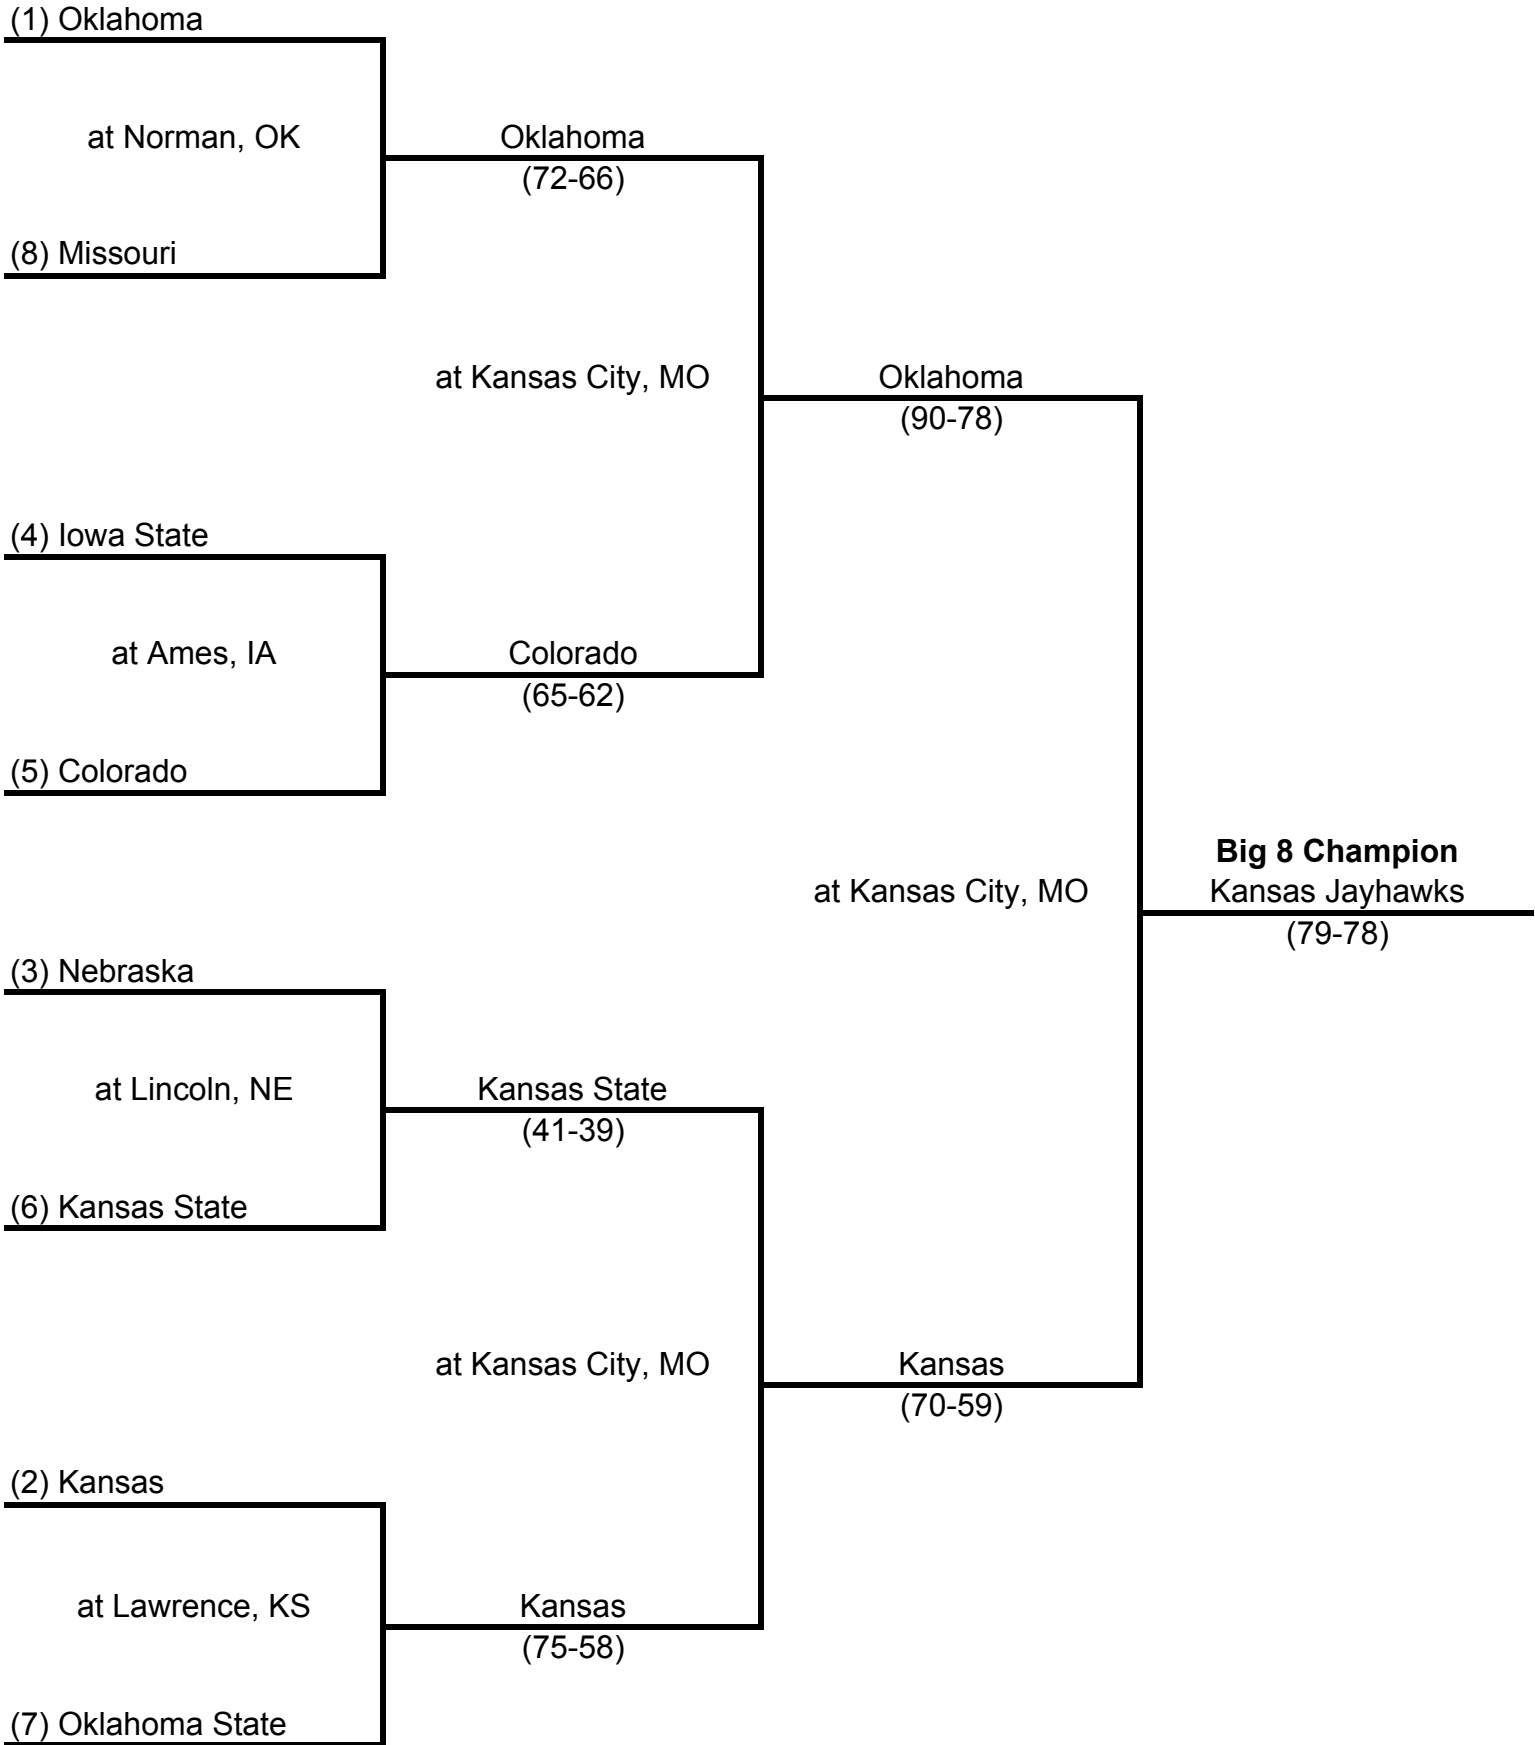 (1) Oklahoma
at Norman, OK
Oklahoma
(72-66)
(8) Missouri
at Kansas City, MO
Oklahoma
(90-78)
(4) Iowa State
at Ames, IA
Colorado
(65-62)
(5) Colorado
at Kansas City, MO
Big 8 Champion
Kansas Jayhawks
(79-78)
(3) Nebraska
at Lincoln, NE
Kansas State
(41-39)
(6) Kansas State
at Kansas City, MO
Kansas
(70-59)
(2) Kansas
at Lawrence, KS
Kansas
(75-58)
(7) Oklahoma State